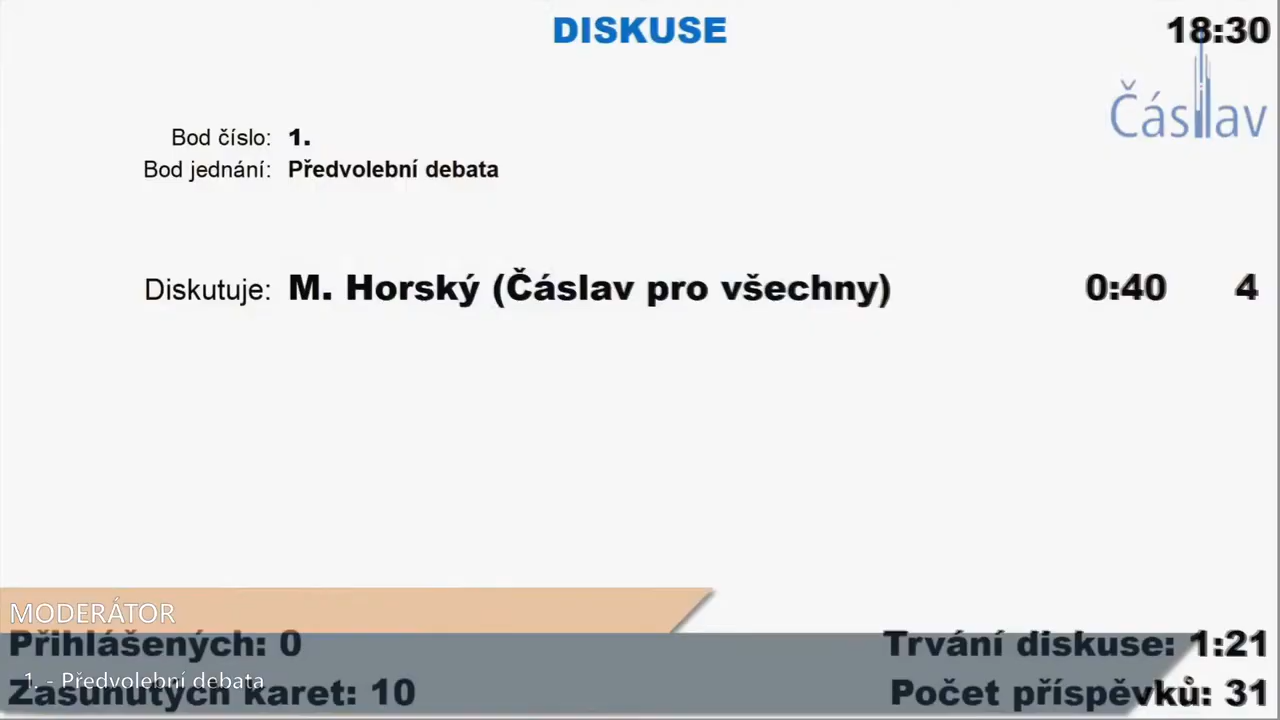 DISKUSE
18:30
Čáslav
Bod číslo: 1.
Bod jednání: Předvolební debata
Diskutuje: M. Horský (Čáslav pro všechny) 0:40 4
MODERÁTOR
Přihlášených: 0
Trvání diskuse: 1:21
1. - Předvolební debata
Zasunutých karet: 10
Počet příspěvků: 31